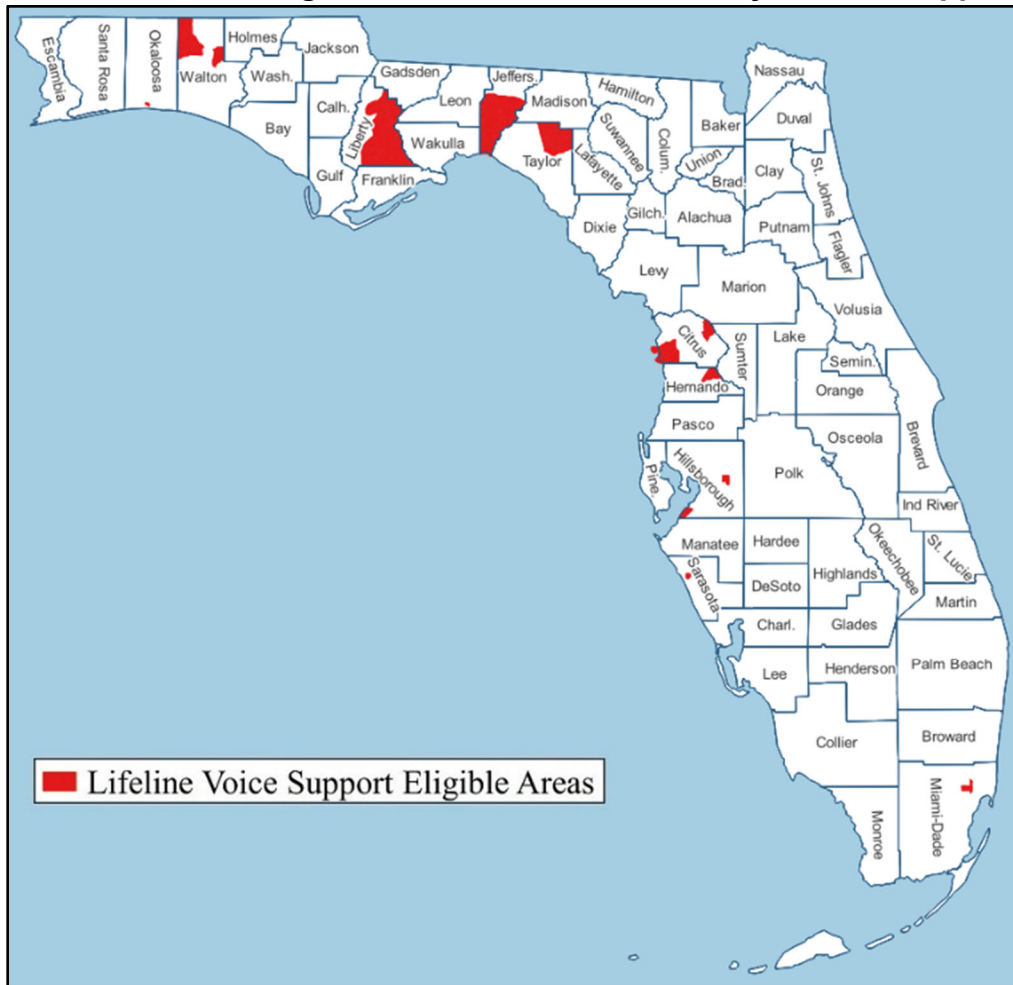 Escambia
Santa Rosa
Okaloosa
Walton
Holmes
Wash.
Jackson
Bay
Calh.
Gulf
Liberty
Gadsden
Leon
Wakulla
Franklin
Jeffers.
Madison
Taylor
Hamilton
Suwannee
Lafayette
Colum.
Baker
Nassau
Duval
Union
Brad.
Clay
St. Johns
Dixie
Gilch.
Alachua
Putnam
Flagler
Levy
Marion
Volusia
Citrus
Sumter
Lake
Semin.
Orange
Hernando
Pasco
Pine.
Hillsborough
Polk
Osceola
Brevard
Ind River
Manatee
Hardee
Highlands
Okeechobee
St. Lucie
Sarasota
DeSoto
Martin
Charl.
Glades
Lee
Henderson
Palm Beach
Collier
Broward
Monroe
Miami-Dade
Lifeline Voice Support Eligible Areas